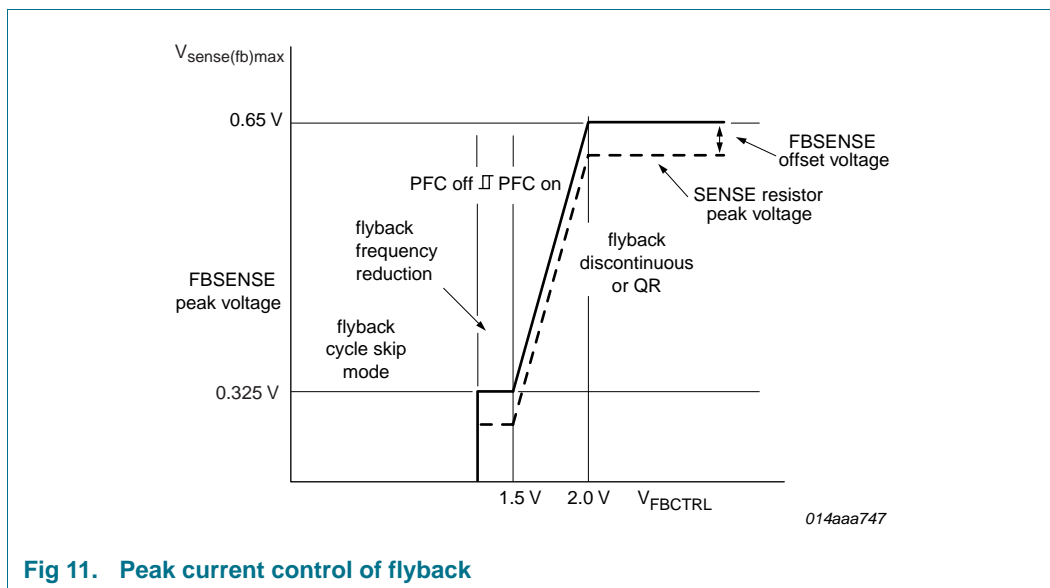 V_sense(fb)max
0.65 V
FBSENSE
offset voltage
PFC off PFC on
SENSE resistor
peak voltage
flyback
frequency
reduction
flyback
discontinuous
or QR
FBSENSE
peak voltage
flyback
cycle skip
mode
0.325 V
1.5 V
2.0 V
V_FBCTRL
014aaa747
Fig 11. Peak current control of flyback